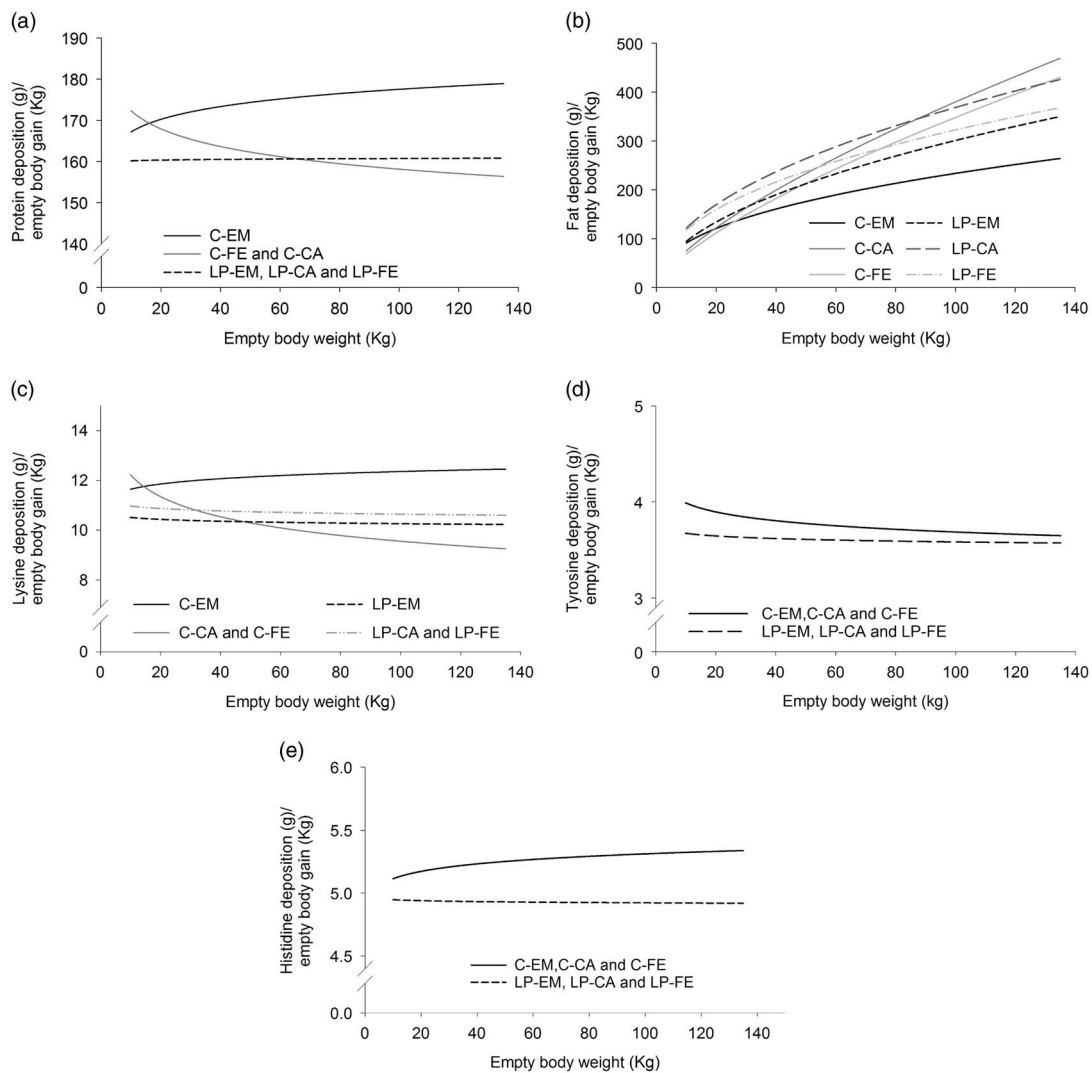 (a)
Protein deposition (g)/
empty body gain (Kg)
190
180
170
160
150
140
0
C-EM
C-FE and C-CA
LP-EM, LP-CA and LP-FE
0 20 40 60 80 100 120 140
Empty body weight (Kg)
(b)
Fat deposition (g)/
empty body gain (Kg)
500
400
300
200
100
0
C-EM LP-EM
C-CA LP-CA
C-FE LP-FE
0 20 40 60 80 100 120 140
Empty body weight (Kg)
(c)
Lysine deposition (g)/
empty body gain (Kg)
14
12
10
8
0
C-EM LP-EM
C-CA and C-FE LP-CA and LP-FE
0 20 40 60 80 100 120 140
Empty body weight (Kg)
(d)
Tyrosine deposition (g)/
empty body gain (Kg)
5
4
3
0
C-EM,C-CA and C-FE
LP-EM, LP-CA and LP-FE
0 20 40 60 80 100 120 140
Empty body weight (kg)
(e)
Histidine deposition (g)/
empty body gain (Kg)
6.0
5.5
5.0
4.5
0.0
C-EM,C-CA and C-FE
LP-EM, LP-CA and LP-FE
0 20 40 60 80 100 120 140
Empty body weight (Kg)